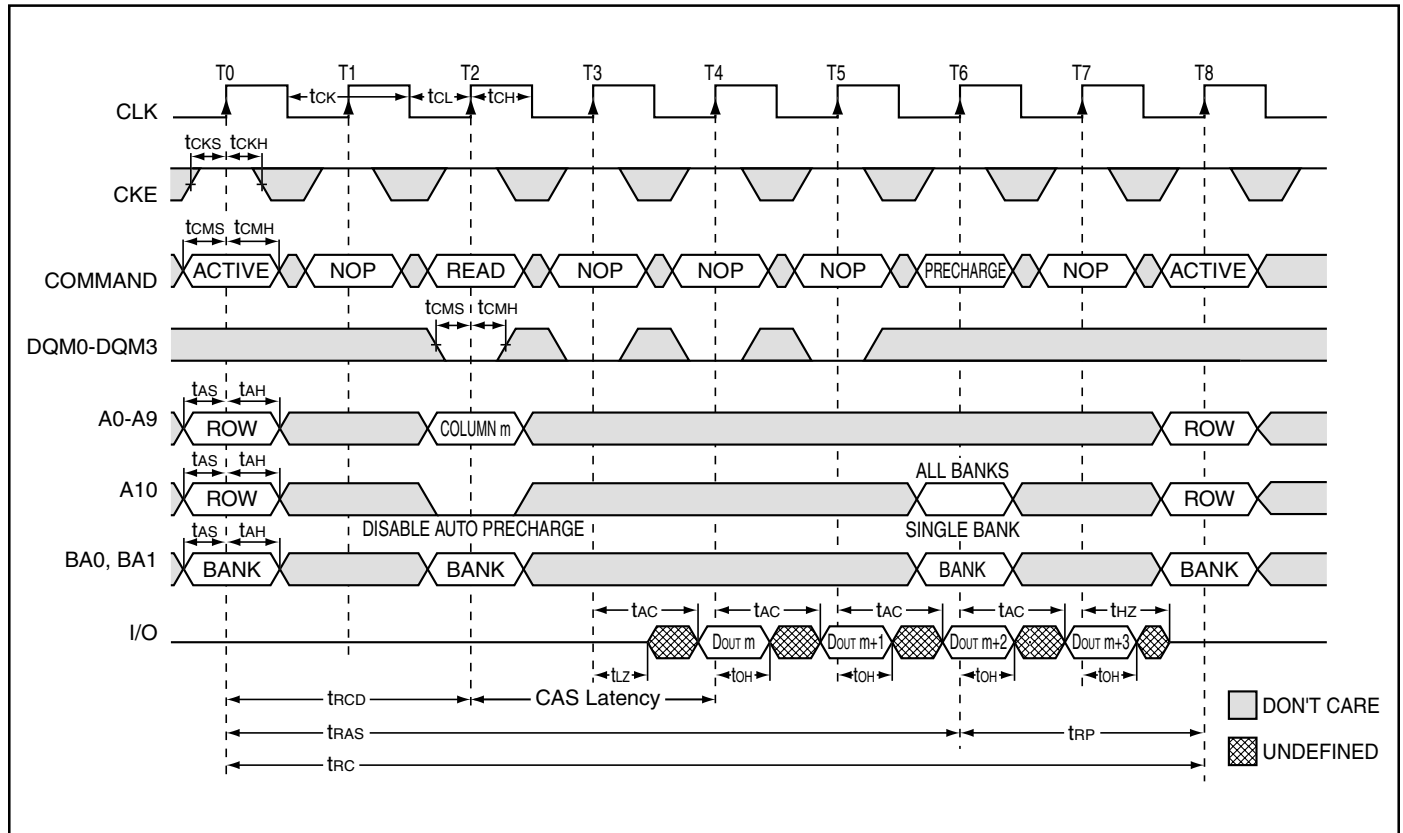 T0 T1 T2 T3 T4 T5 T6 T7 T8
CLK
tCK tCL tCH
tCKS tCKH
CKE
tCMS tCMH
COMMAND ACTIVE NOP READ NOP NOP NOP PRECHARGE NOP ACTIVE
tCMS tCMH
DQM0-DQM3
tAS tAH
A0-A9 ROW COLUMN m ROW
tAS tAH
ALL BANKS
A10 ROW ROW
DISABLE AUTO PRECHARGE
SINGLE BANK
tAS tAH
BA0, BA1 BANK BANK BANK BANK
tAC tAC tAC tAC tHZ
I/O DOUT m DOUT m+1 DOUT m+2 DOUT m+3
tLZ tOH tOH tOH tOH
tRCD CAS Latency
tRAS tRP
tRC
DON'T CARE
UNDEFINED